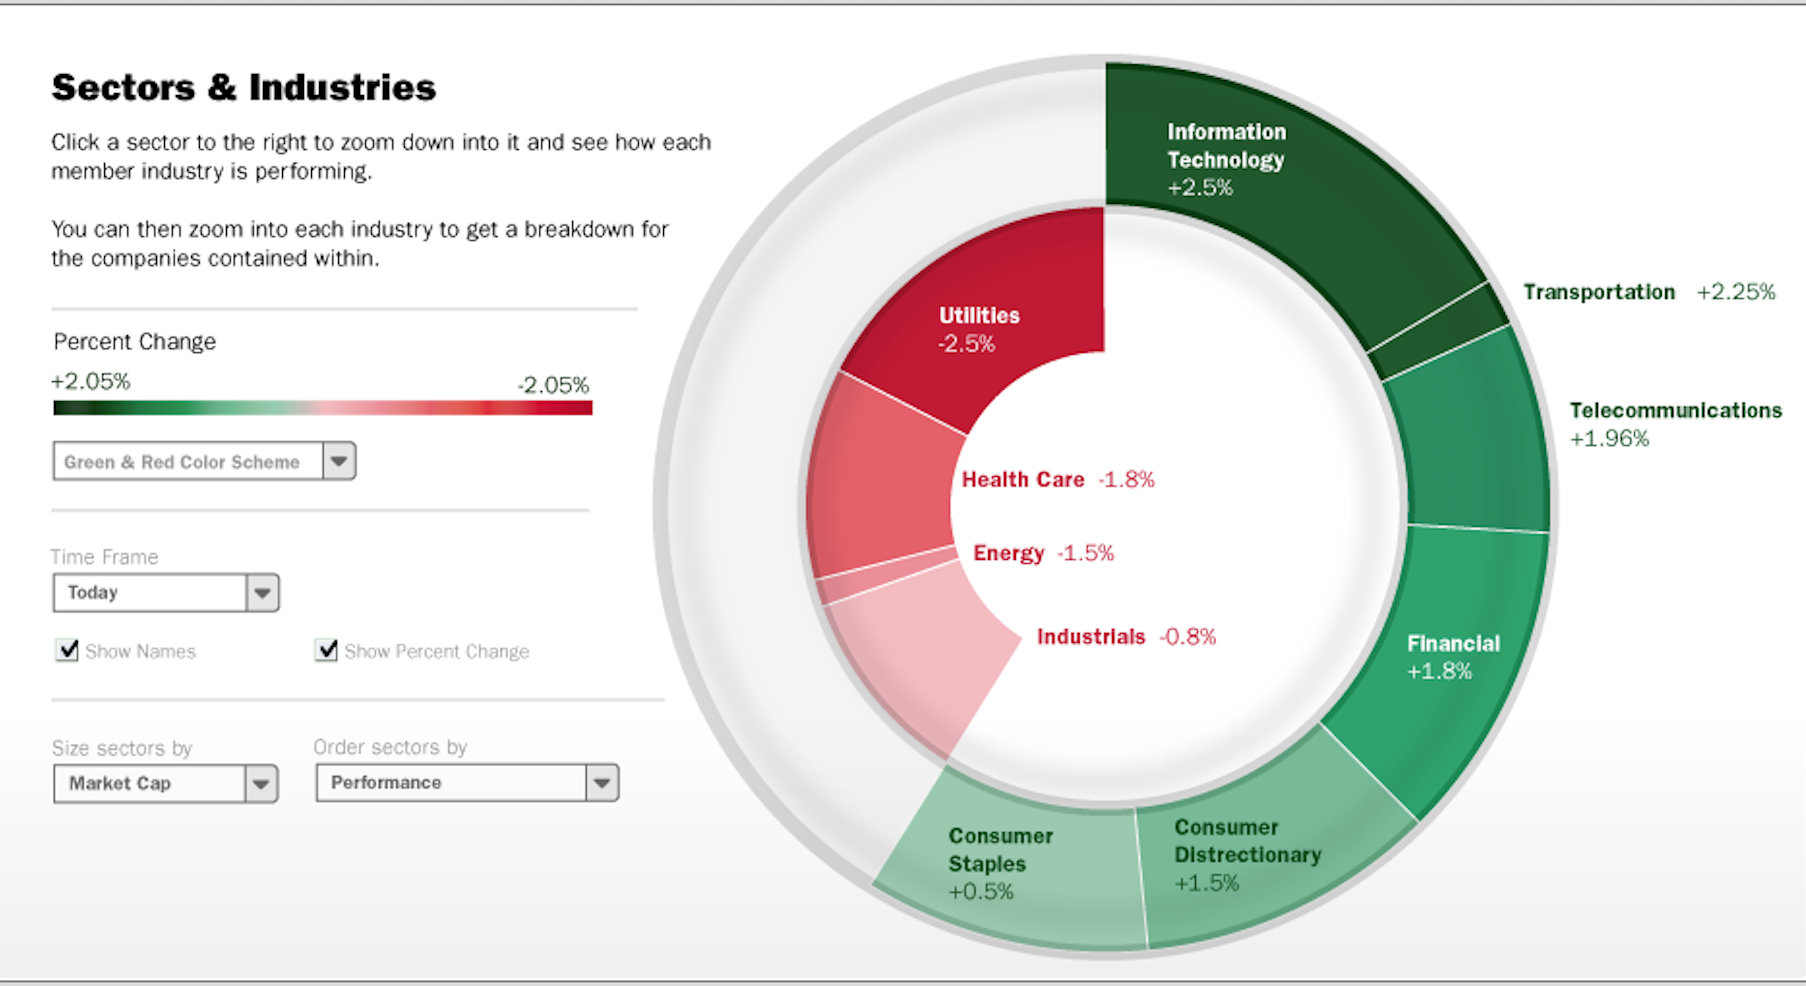 Sectors & Industries
Click a sector to the right to zoom down into it and see how each
member industry is performing.
You can then zoom into each industry to get a breakdown for
the companies contained within.
Percent Change
+2.05%
-2.05%
Green & Red Color Scheme
Time Frame
Today
Show Names
Show Percent Change
Size sectors by
Order sectors by
Market Cap
Performance
Information
Technology
+2.5%
Transportation +2.25%
Telecommunications
+1.96%
Financial
+1.8%
Consumer
Distrectionary
+1.5%
Consumer
Staples
+0.5%
Utilities
-2.5%
Health Care -1.8%
Energy -1.5%
Industrials -0.8%